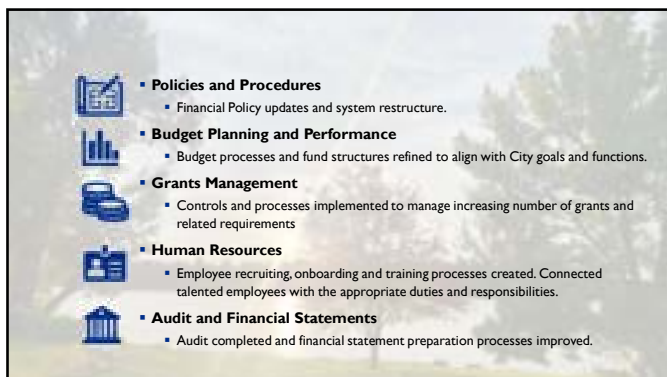 ▪ Policies and Procedures
▪ Financial Policy updates and system restructure.
▪ Budget Planning and Performance
▪ Budget processes and fund structures refined to align with City goals and functions.
▪ Grants Management
▪ Controls and processes implemented to manage increasing number of grants and
related requirements
▪ Human Resources
▪ Employee recruiting, onboarding and training processes created. Connected
talented employees with the appropriate duties and responsibilities.
▪ Audit and Financial Statements
▪ Audit completed and financial statement preparation processes improved.